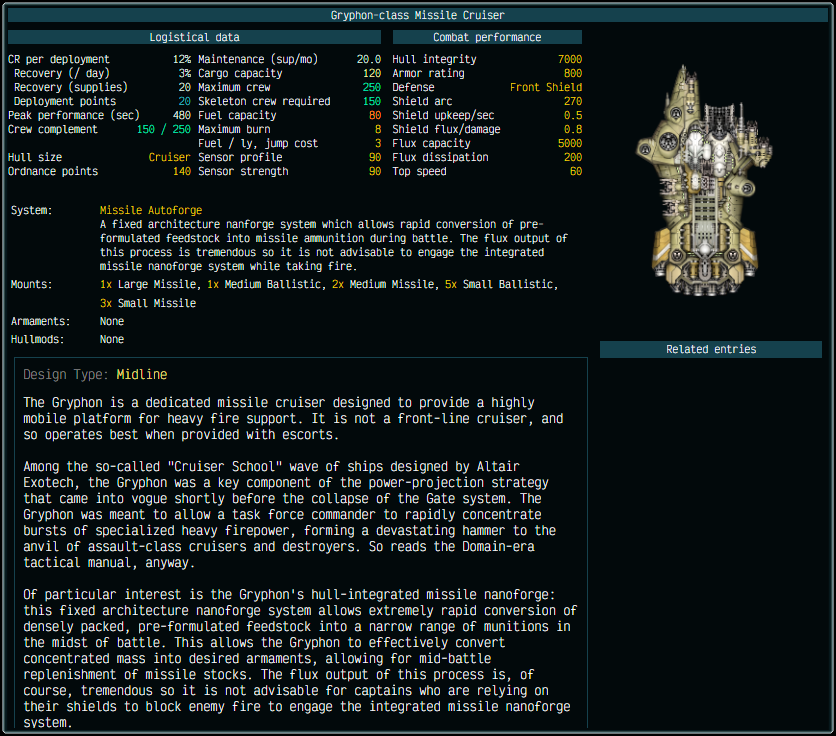 Gryphon-class Missile Cruiser
Logistical data
CR per deployment 12% Maintenance (sup/mo) 20.0
Recovery (/ day) 3% Cargo capacity 120
Recovery (supplies) 20 Maximum crew 250
Deployment points 20 Skeleton crew required 150
Peak performance (sec) 480 Fuel capacity 80
Crew complement 150 / 250 Maximum burn 8
Fuel / ly, jump cost 3
Hull size Cruiser Sensor profile 90
Ordnance points 140 Sensor strength 90
Combat performance
Hull integrity 7000
Armor rating 800
Defense Front Shield
Shield arc 270
Shield upkeep/sec 0.5
Shield flux/damage 0.8
Flux capacity 5000
Flux dissipation 200
Top speed 60
System: Missile Autoforge
A fixed architecture nanforge system which allows rapid conversion of pre-
formulated feedstock into missile ammunition during battle. The flux output of
this process is tremendous so it is not advisable to engage the integrated
missile nanoforge system while taking fire.
Mounts: 1x Large Missile, 1x Medium Ballistic, 2x Medium Missile, 5x Small Ballistic,
3x Small Missile
Armaments: None
Hullmods: None
Related entries
Design Type: Midline
The Gryphon is a dedicated missile cruiser designed to provide a highly
mobile platform for heavy fire support. It is not a front-line cruiser, and
so operates best when provided with escorts.
Among the so-called "Cruiser School" wave of ships designed by Altair
Exotech, the Gryphon was a key component of the power-projection strategy
that came into vogue shortly before the collapse of the Gate system. The
Gryphon was meant to allow a task force commander to rapidly concentrate
bursts of specialized heavy firepower, forming a devastating hammer to the
anvil of assault-class cruisers and destroyers. So reads the Domain-era
tactical manual, anyway.
Of particular interest is the Gryphon's hull-integrated missile nanoforge:
this fixed architecture nanoforge system allows extremely rapid conversion of
densely packed, pre-formulated feedstock into a narrow range of munitions in
the midst of battle. This allows the Gryphon to effectively convert
concentrated mass into desired armaments, allowing for mid-battle
replenishment of missile stocks. The flux output of this process is, of
course, tremendous so it is not advisable for captains who are relying on
their shields to block enemy fire to engage the integrated missile nanoforge
system.